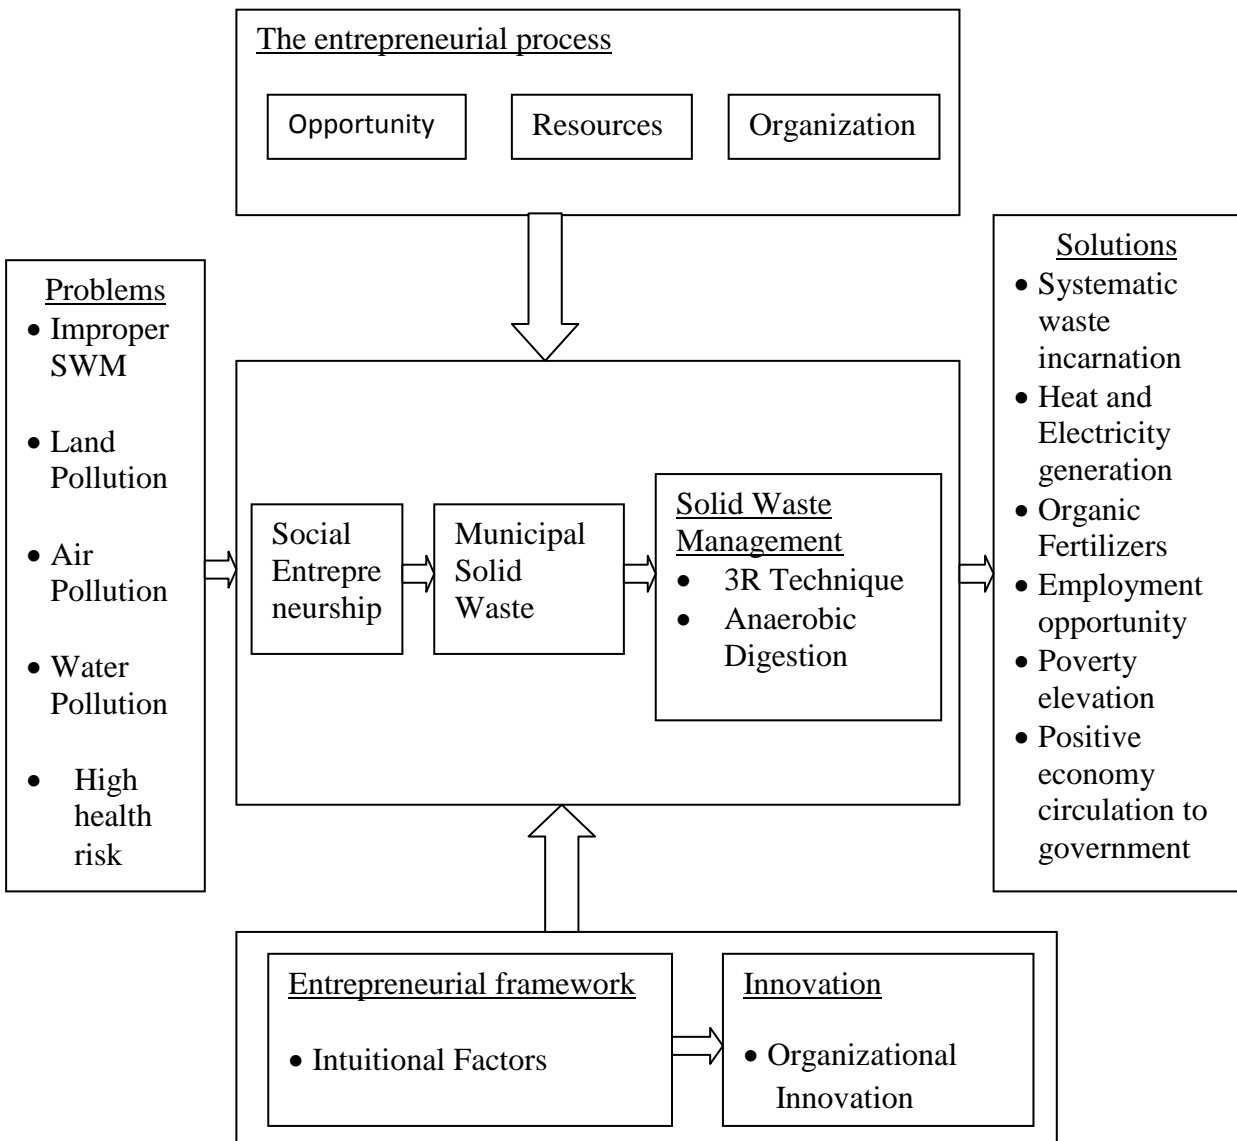 The entrepreneurial process
Opportunity
Resources
Organization
Problems
• Improper
SWM
• Land
Pollution
• Air
Pollution
• Water
Pollution
• High
health
risk
Social
Entrepre
neurship
Municipal
Solid
Waste
Solid Waste
Management
• 3R Technique
• Anaerobic
Digestion
Solutions
• Systematic
waste
incarnation
• Heat and
Electricity
generation
• Organic
Fertilizers
• Employment
opportunity
• Poverty
elevation
• Positive
economy
circulation to
government
Entrepreneurial framework
• Intuitional Factors
Innovation
• Organizational
Innovation